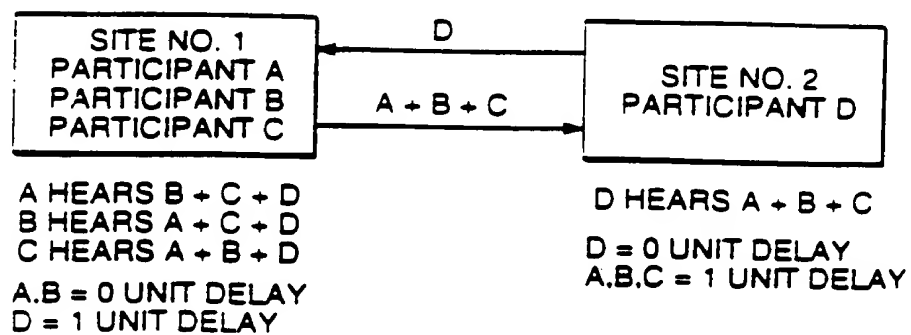 SITE NO. 1
PARTICIPANT A
PARTICIPANT B
PARTICIPANT C
D
A + B + C
SITE NO. 2
PARTICIPANT D
A HEARS B + C + D
B HEARS A + C + D
C HEARS A + B + D
A.B = 0 UNIT DELAY
D = 1 UNIT DELAY
D HEARS A + B + C
D = 0 UNIT DELAY
A.B.C = 1 UNIT DELAY